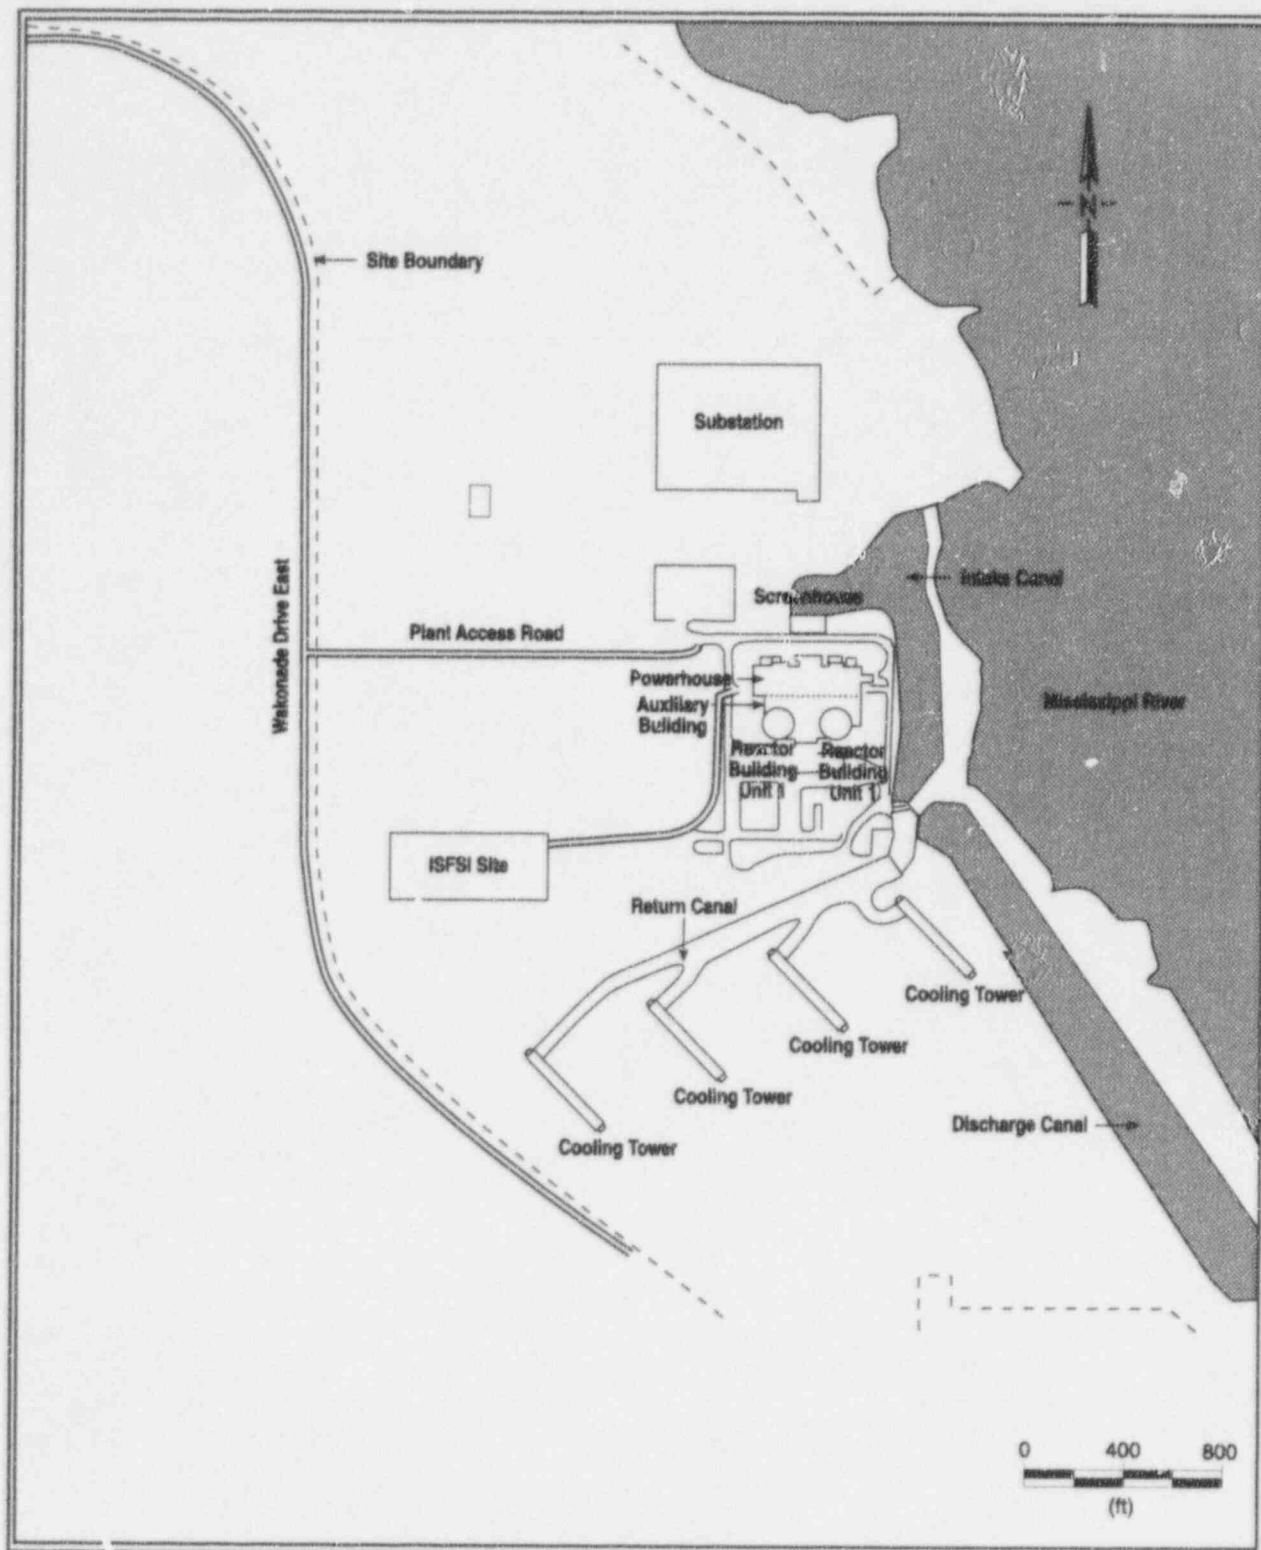 N
Site Boundary
Substation
Wakonade Drive East
Intake Canal
Screenhouse
Plant Access Road
Powerhouse
Auxiliary
Building
Mississippi River
Reactor
Building
Unit 1
Reactor
Building
Unit 1
ISFSI Site
Return Canal
Cooling Tower
Cooling Tower
Cooling Tower
Cooling Tower
Discharge Canal
0 400 800
(ft)